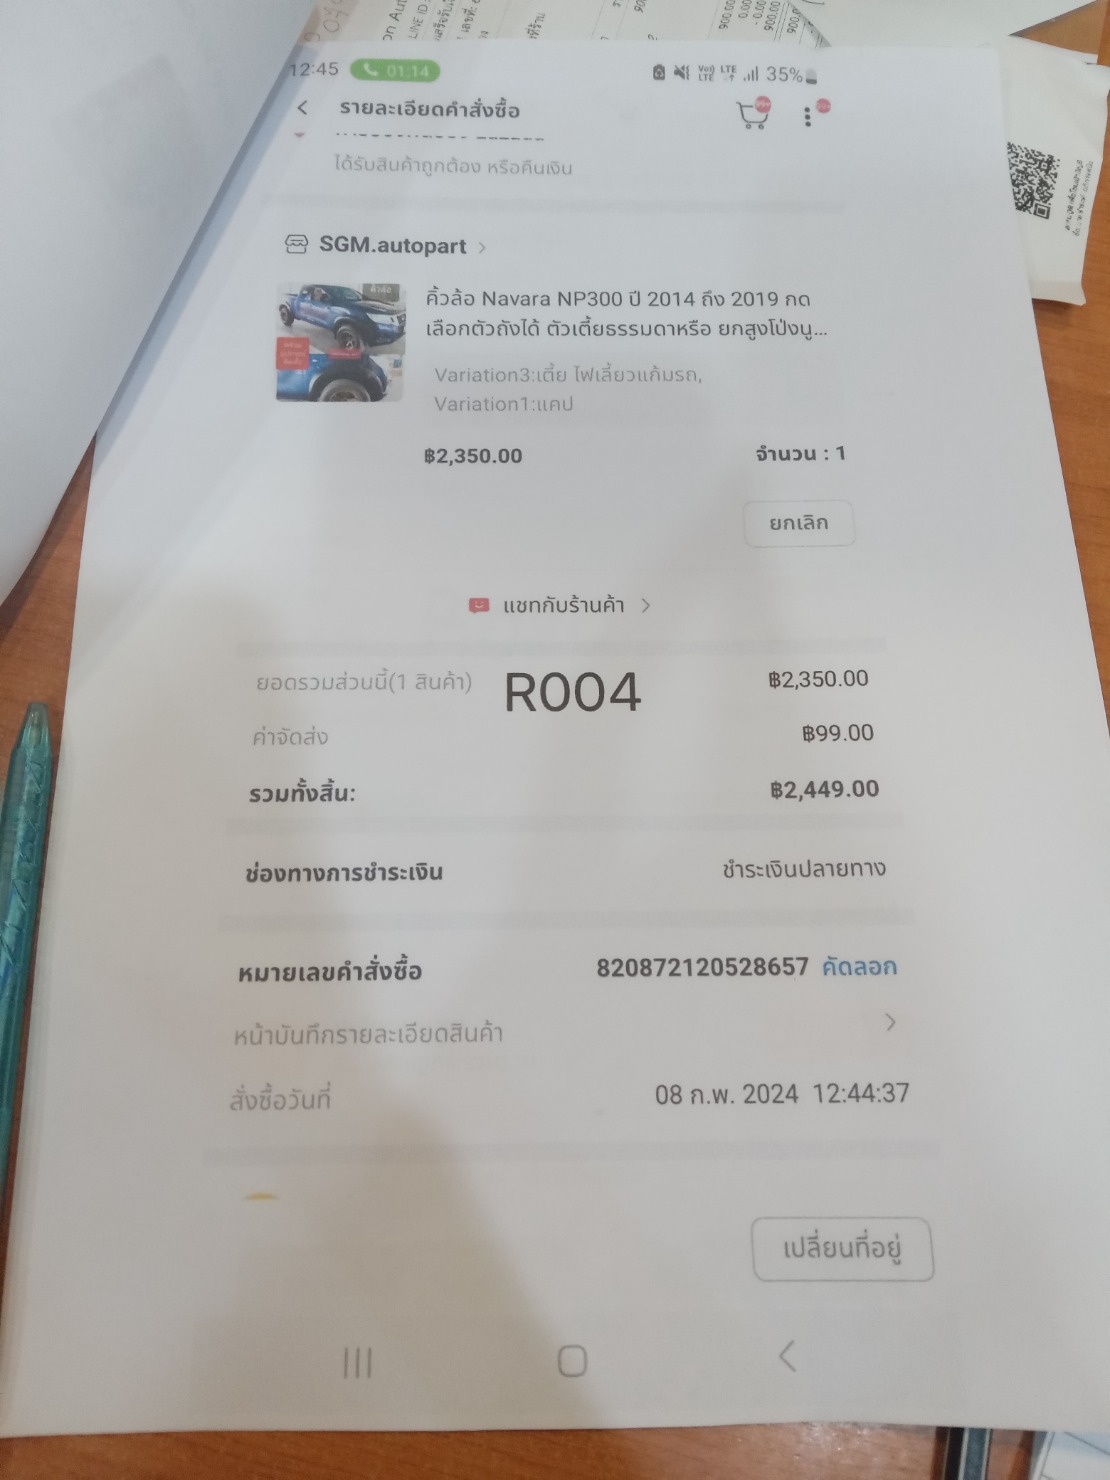 12:45 01:14 35%
รายละเอียดคำสั่งซื้อ
ได้รับสินค้าถูกต้อง หรือคืนเงิน
SGM.autopart
คิ้วล้อ Navara NP300 ปี 2014 ถึง 2019 กด
เลือกตัวถังได้ ตัวเตี้ยธรรมดาหรือ ยกสูงโป่งนู...
Variation3:เตี้ย ไฟเลี้ยวแก้มรถ,
Variation1:แคป
฿2,350.00 จำนวน : 1
ยกเลิก
แชทกับร้านค้า
ยอดรวมส่วนนี้(1 สินค้า) R004 ฿2,350.00
ค่าจัดส่ง ฿99.00
รวมทั้งสิ้น: ฿2,449.00
ช่องทางการชำระเงิน ชำระเงินปลายทาง
หมายเลขคำสั่งซื้อ 820872120528657 คัดลอก
หน้าบันทึกรายละเอียดสินค้า
สั่งซื้อวันที่ 08 ก.พ. 2024 12:44:37
เปลี่ยนที่อยู่